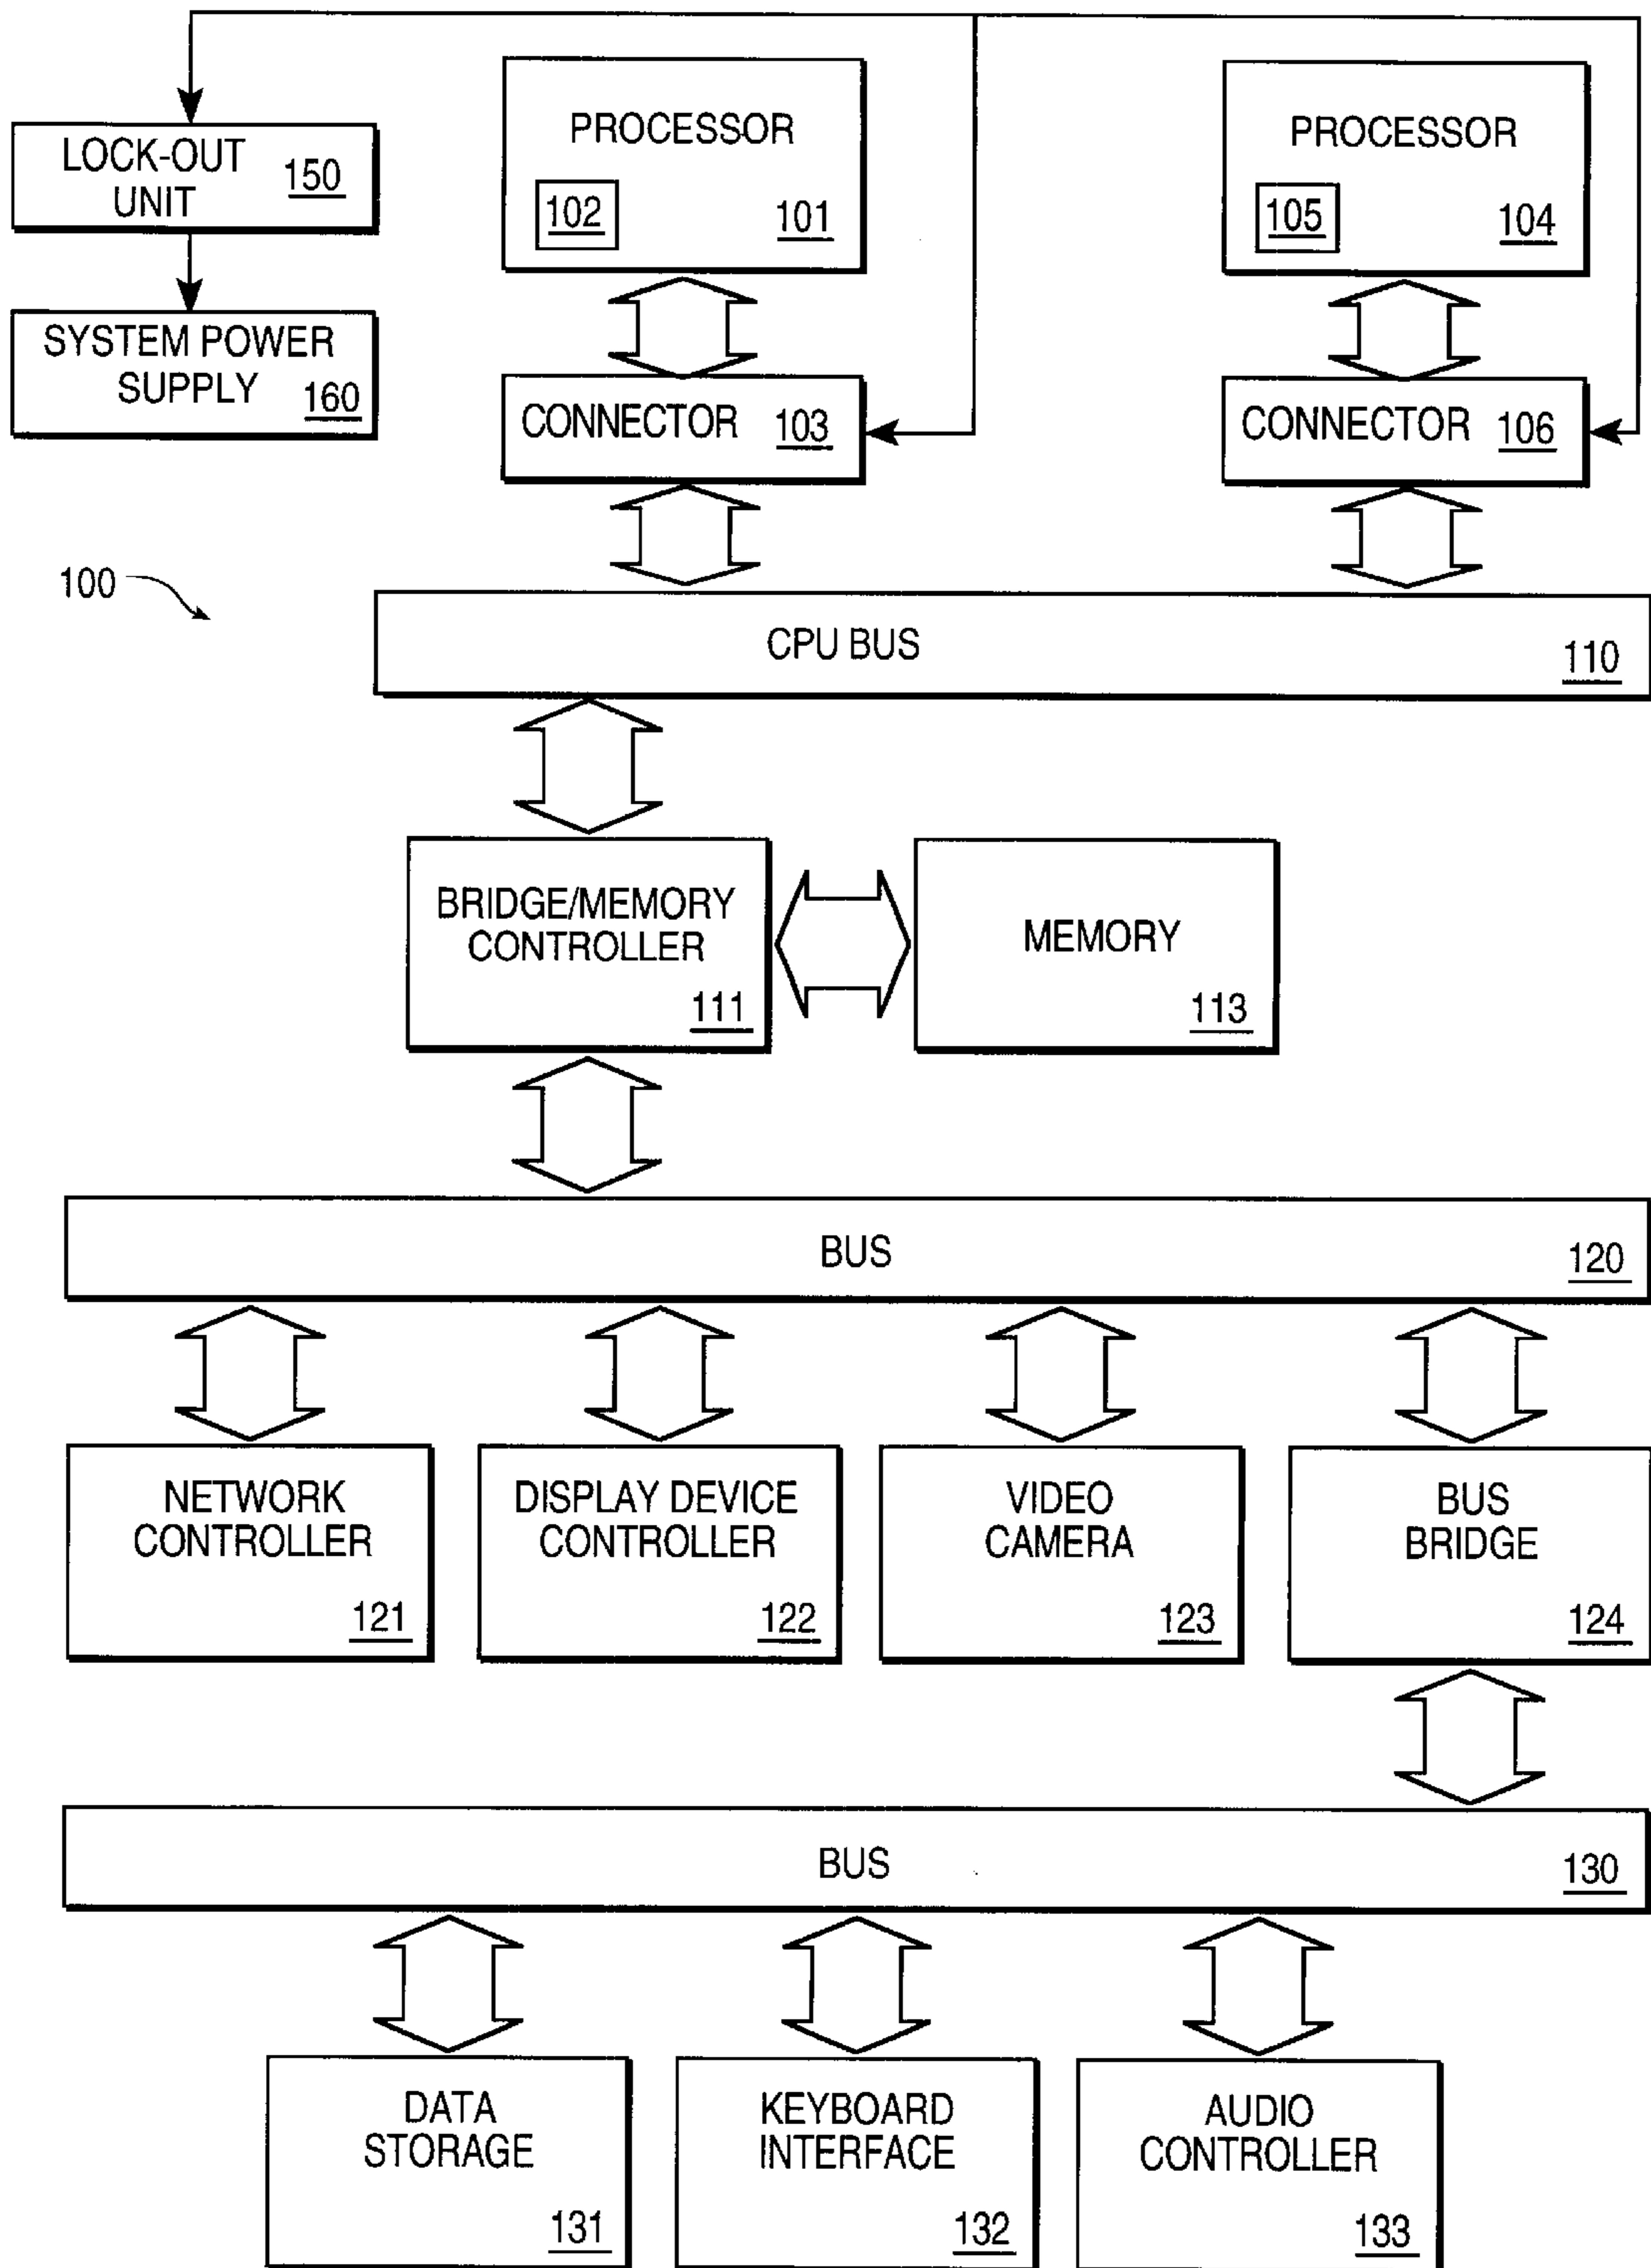 PROCESSOR
102
101
PROCESSOR
105
104
LOCK-OUT
UNIT
150
SYSTEM POWER
SUPPLY
160
CONNECTOR 103
CONNECTOR 106
100
CPU BUS
110
BRIDGE/MEMORY
CONTROLLER
111
MEMORY
113
BUS
120
NETWORK
CONTROLLER
121
DISPLAY DEVICE
CONTROLLER
122
VIDEO
CAMERA
123
BUS
BRIDGE
124
BUS
130
DATA
STORAGE
131
KEYBOARD
INTERFACE
132
AUDIO
CONTROLLER
133